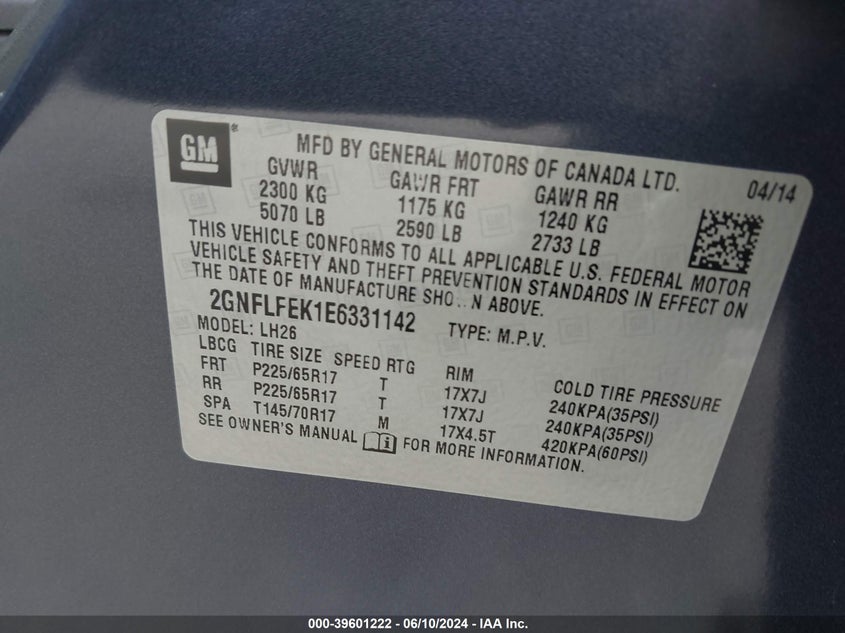 GM
MFD BY GENERAL MOTORS OF CANADA LTD. 04/14
GVWR GAWR FRT GAWR RR
2300 KG 1175 KG 1240 KG
5070 LB 2590 LB 2733 LB
THIS VEHICLE CONFORMS TO ALL APPLICABLE U.S. FEDERAL MOTOR
VEHICLE SAFETY AND THEFT PREVENTION STANDARDS IN EFFECT ON
THE DATE OF MANUFACTURE ABOVE.
2GNFLFEK1E6331142 TYPE: M.P.V.
MODEL: LH26
LBCG TIRE SIZE SPEED RTG RIM COLD TIRE PRESSURE
FRT P225/65R17 T 17X7J 240KPA(35PSI)
RR P225/65R17 T 17X7J 240KPA(35PSI)
SPA T145/70R17 M 17X4.5T 420KPA(60PSI)
SEE OWNER'S MANUAL FOR MORE INFORMATION.
000-39601222 - 06/10/2024 - IAA Inc.